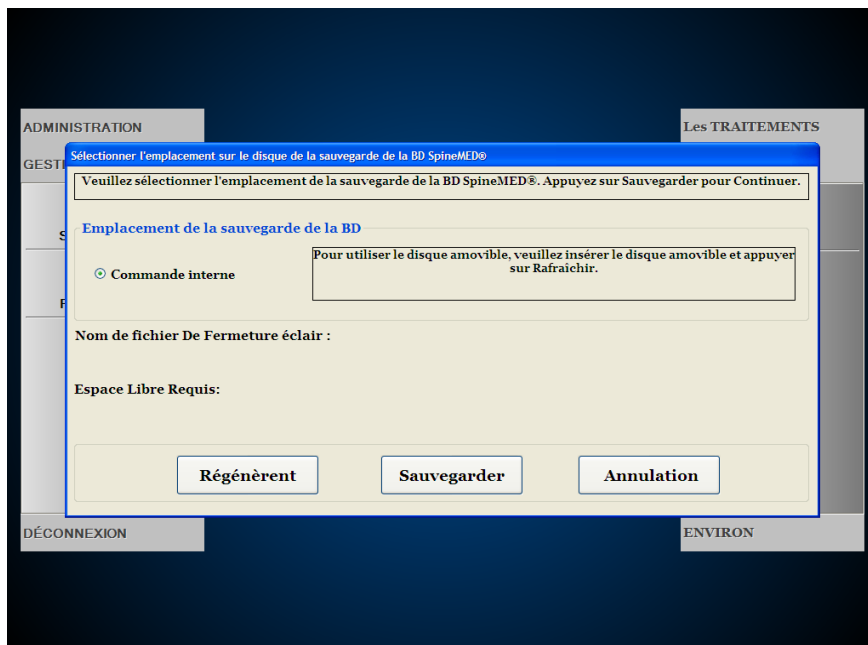 ADMINISTRATION
Les TRAITEMENTS
Sélectionner l'emplacement sur le disque de la sauvegarde de la BD SpineMED®
Veuillez sélectionner l'emplacement de la sauvegarde de la BD SpineMED®. Appuyez sur Sauvegarder pour Continuer.
Emplacement de la sauvegarde de la BD
Commande interne
Pour utiliser le disque amovible, veuillez insérer le disque amovible et appuyer
sur Rafraîchir.
Nom de fichier De Fermeture éclair :
Espace Libre Requis:
Régénèrent
Sauvegarder
Annulation
DÉCONNEXION
ENVIRON